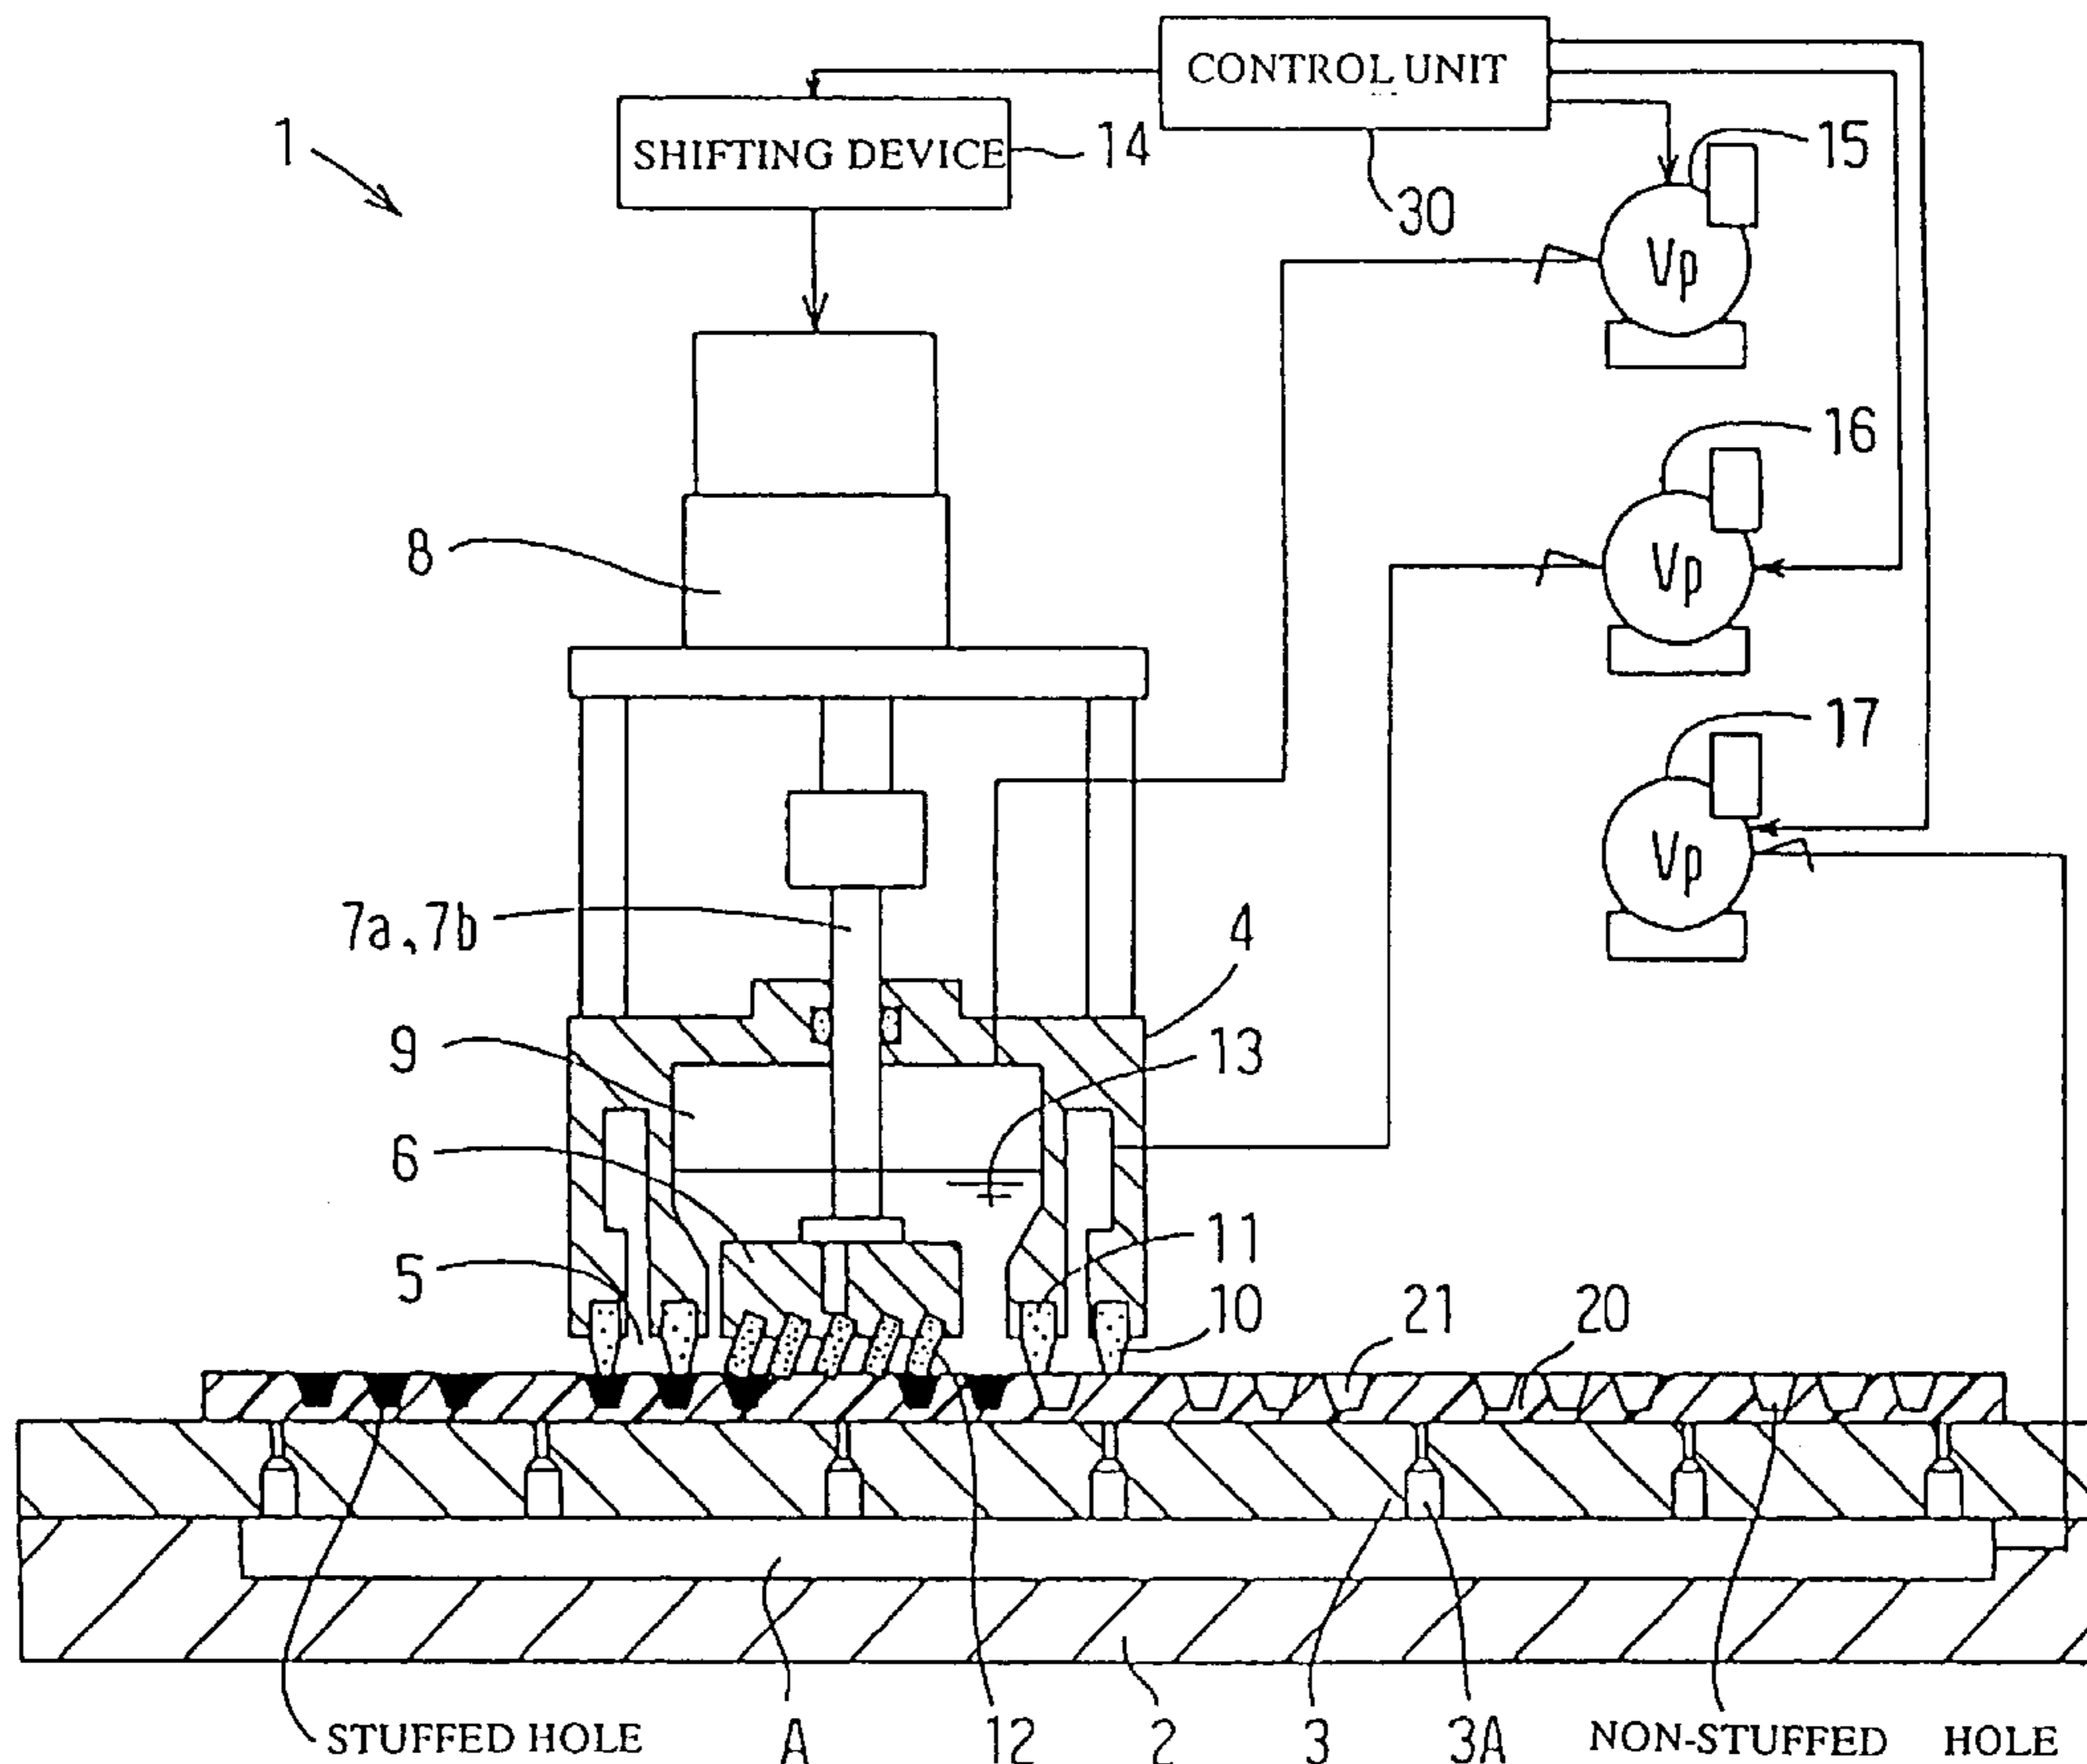 CONTROL UNIT
1
SHIFTING DEVICE
14
15
30
Vp
16
8
Vp
17
Vp
7a, 7b
4
9
13
6
5
11
10
21
20
STUFFED HOLE
A
12
2
3
3A
NON-STUFFED HOLE